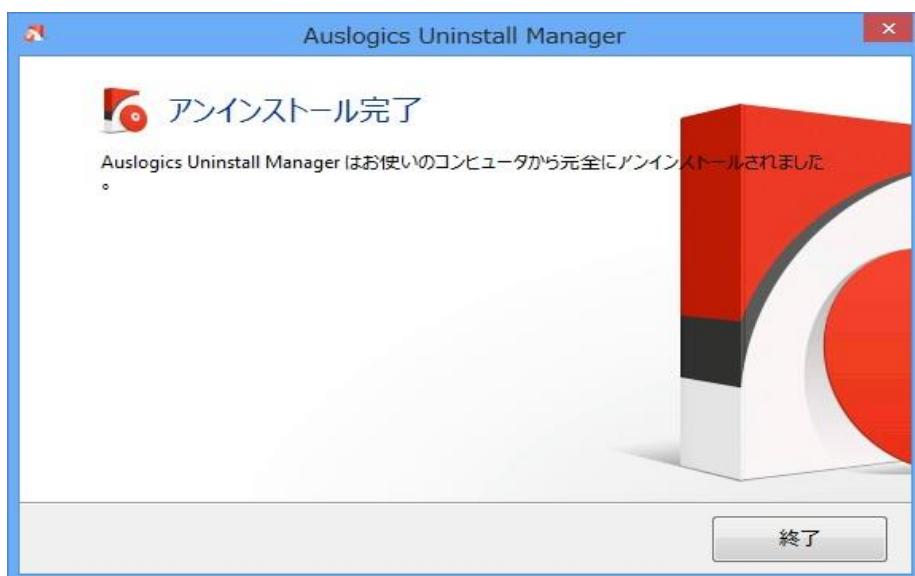 Auslogics Uninstall Manager
アンインストール完了
Auslogics Uninstall Manager はお使いのコンピュータから完全にアンインストールされました
。
終了